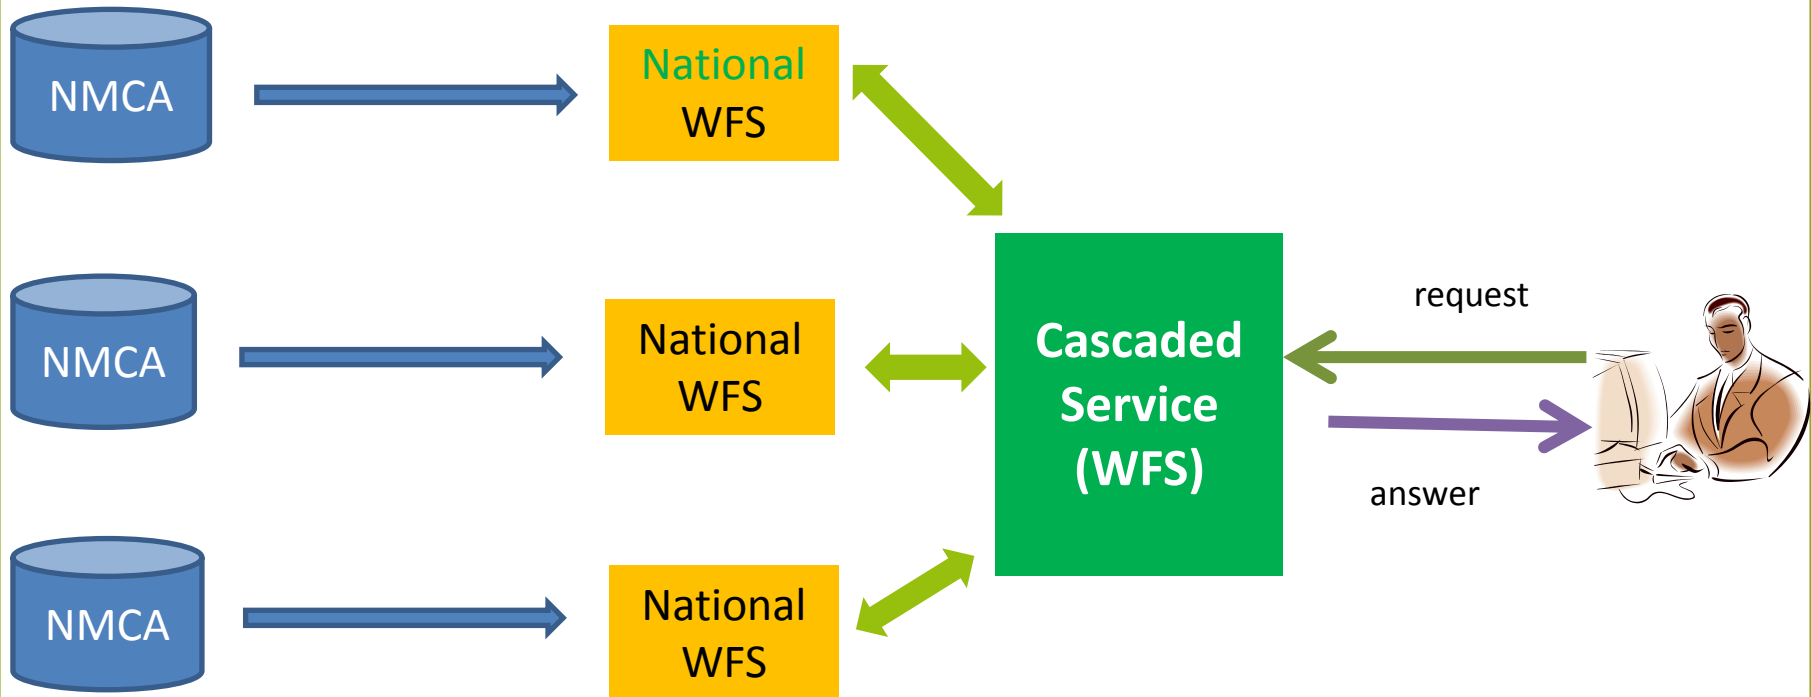 NMCA
National
WFS
NMCA
National
WFS
Cascaded
Service
(WFS)
request
answer
NMCA
National
WFS